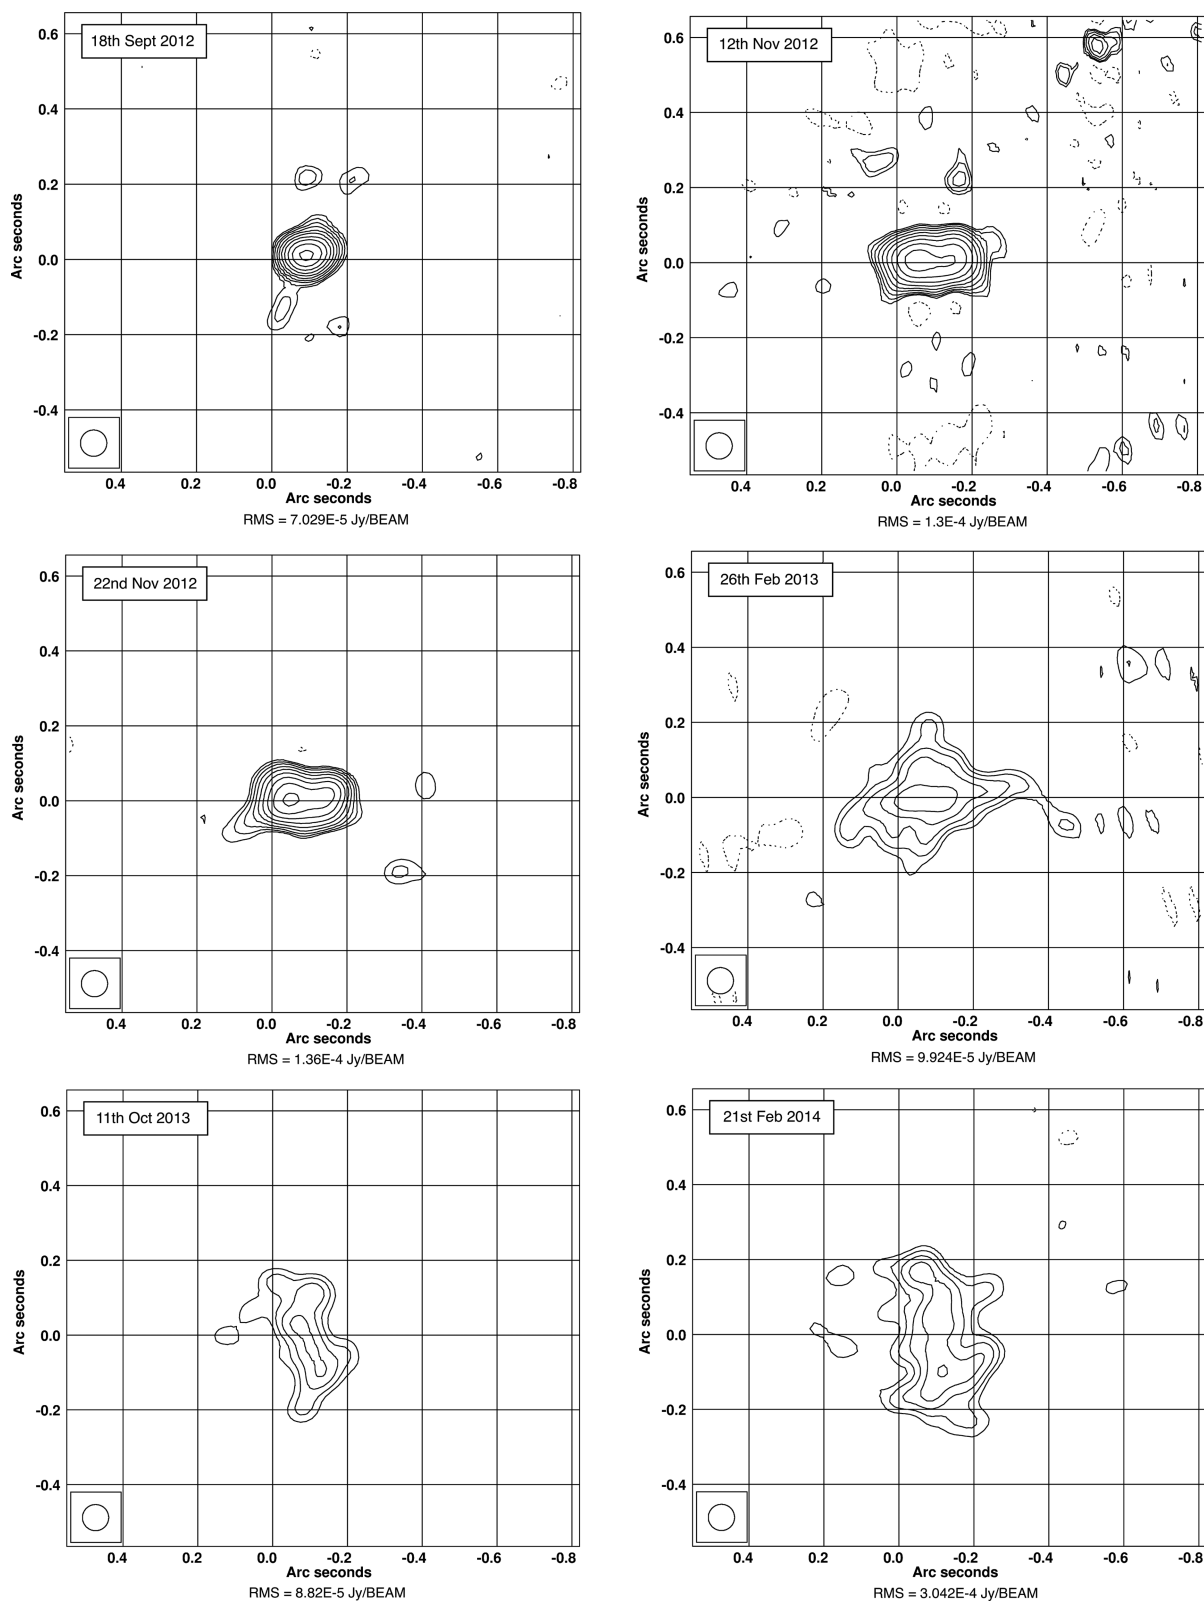 18th Sept 2012
0.6
0.4
0.2
0.0
-0.2
-0.4
Arc seconds
0.4 0.2 0.0 -0.2 -0.4 -0.6 -0.8
Arc seconds
RMS = 7.029E-5 Jy/BEAM
12th Nov 2012
0.6
0.4
0.2
0.0
-0.2
-0.4
Arc seconds
0.4 0.2 0.0 -0.2 -0.4 -0.6 -0.8
Arc seconds
RMS = 1.3E-4 Jy/BEAM
22nd Nov 2012
0.6
0.4
0.2
0.0
-0.2
-0.4
Arc seconds
0.4 0.2 0.0 -0.2 -0.4 -0.6 -0.8
Arc seconds
RMS = 1.36E-4 Jy/BEAM
26th Feb 2013
0.6
0.4
0.2
0.0
-0.2
-0.4
Arc seconds
0.4 0.2 0.0 -0.2 -0.4 -0.6 -0.8
Arc seconds
RMS = 9.924E-5 Jy/BEAM
11th Oct 2013
0.6
0.4
0.2
0.0
-0.2
-0.4
Arc seconds
0.4 0.2 0.0 -0.2 -0.4 -0.6 -0.8
Arc seconds
RMS = 8.82E-5 Jy/BEAM
21st Feb 2014
0.6
0.4
0.2
0.0
-0.2
-0.4
Arc seconds
0.4 0.2 0.0 -0.2 -0.4 -0.6 -0.8
Arc seconds
RMS = 3.042E-4 Jy/BEAM